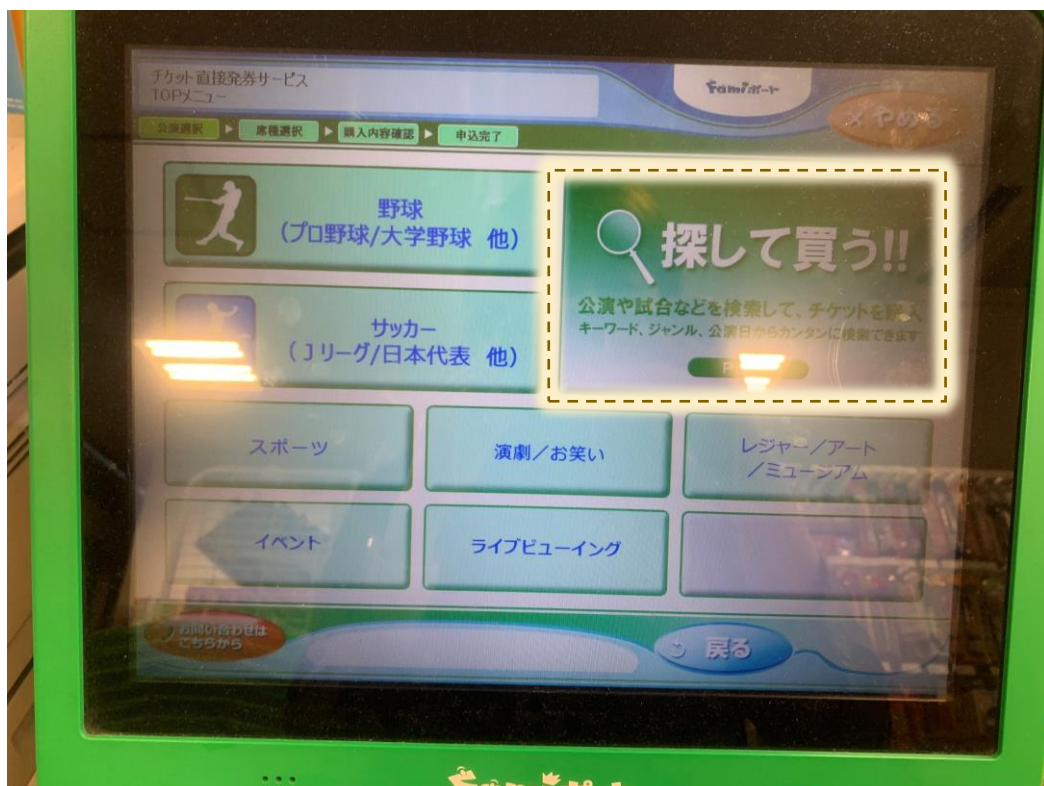 チケット直接発券サービス
TOPメニュー
Famiポート
×やめる
公演選択 ▶ 席種選択 ▶ 購入内容確認 ▶ 申込完了
野球
(プロ野球/大学野球 他)
探して買う!!
公演や試合などを検索して、チケットを購入
キーワード、ジャンル、公演日からカンタンに検索できます
サッカー
(Jリーグ/日本代表 他)
スポーツ
演劇/お笑い
レジャー/アート
/ミュージアム
イベント
ライブビューイング
お問い合わせは
こちらから
戻る